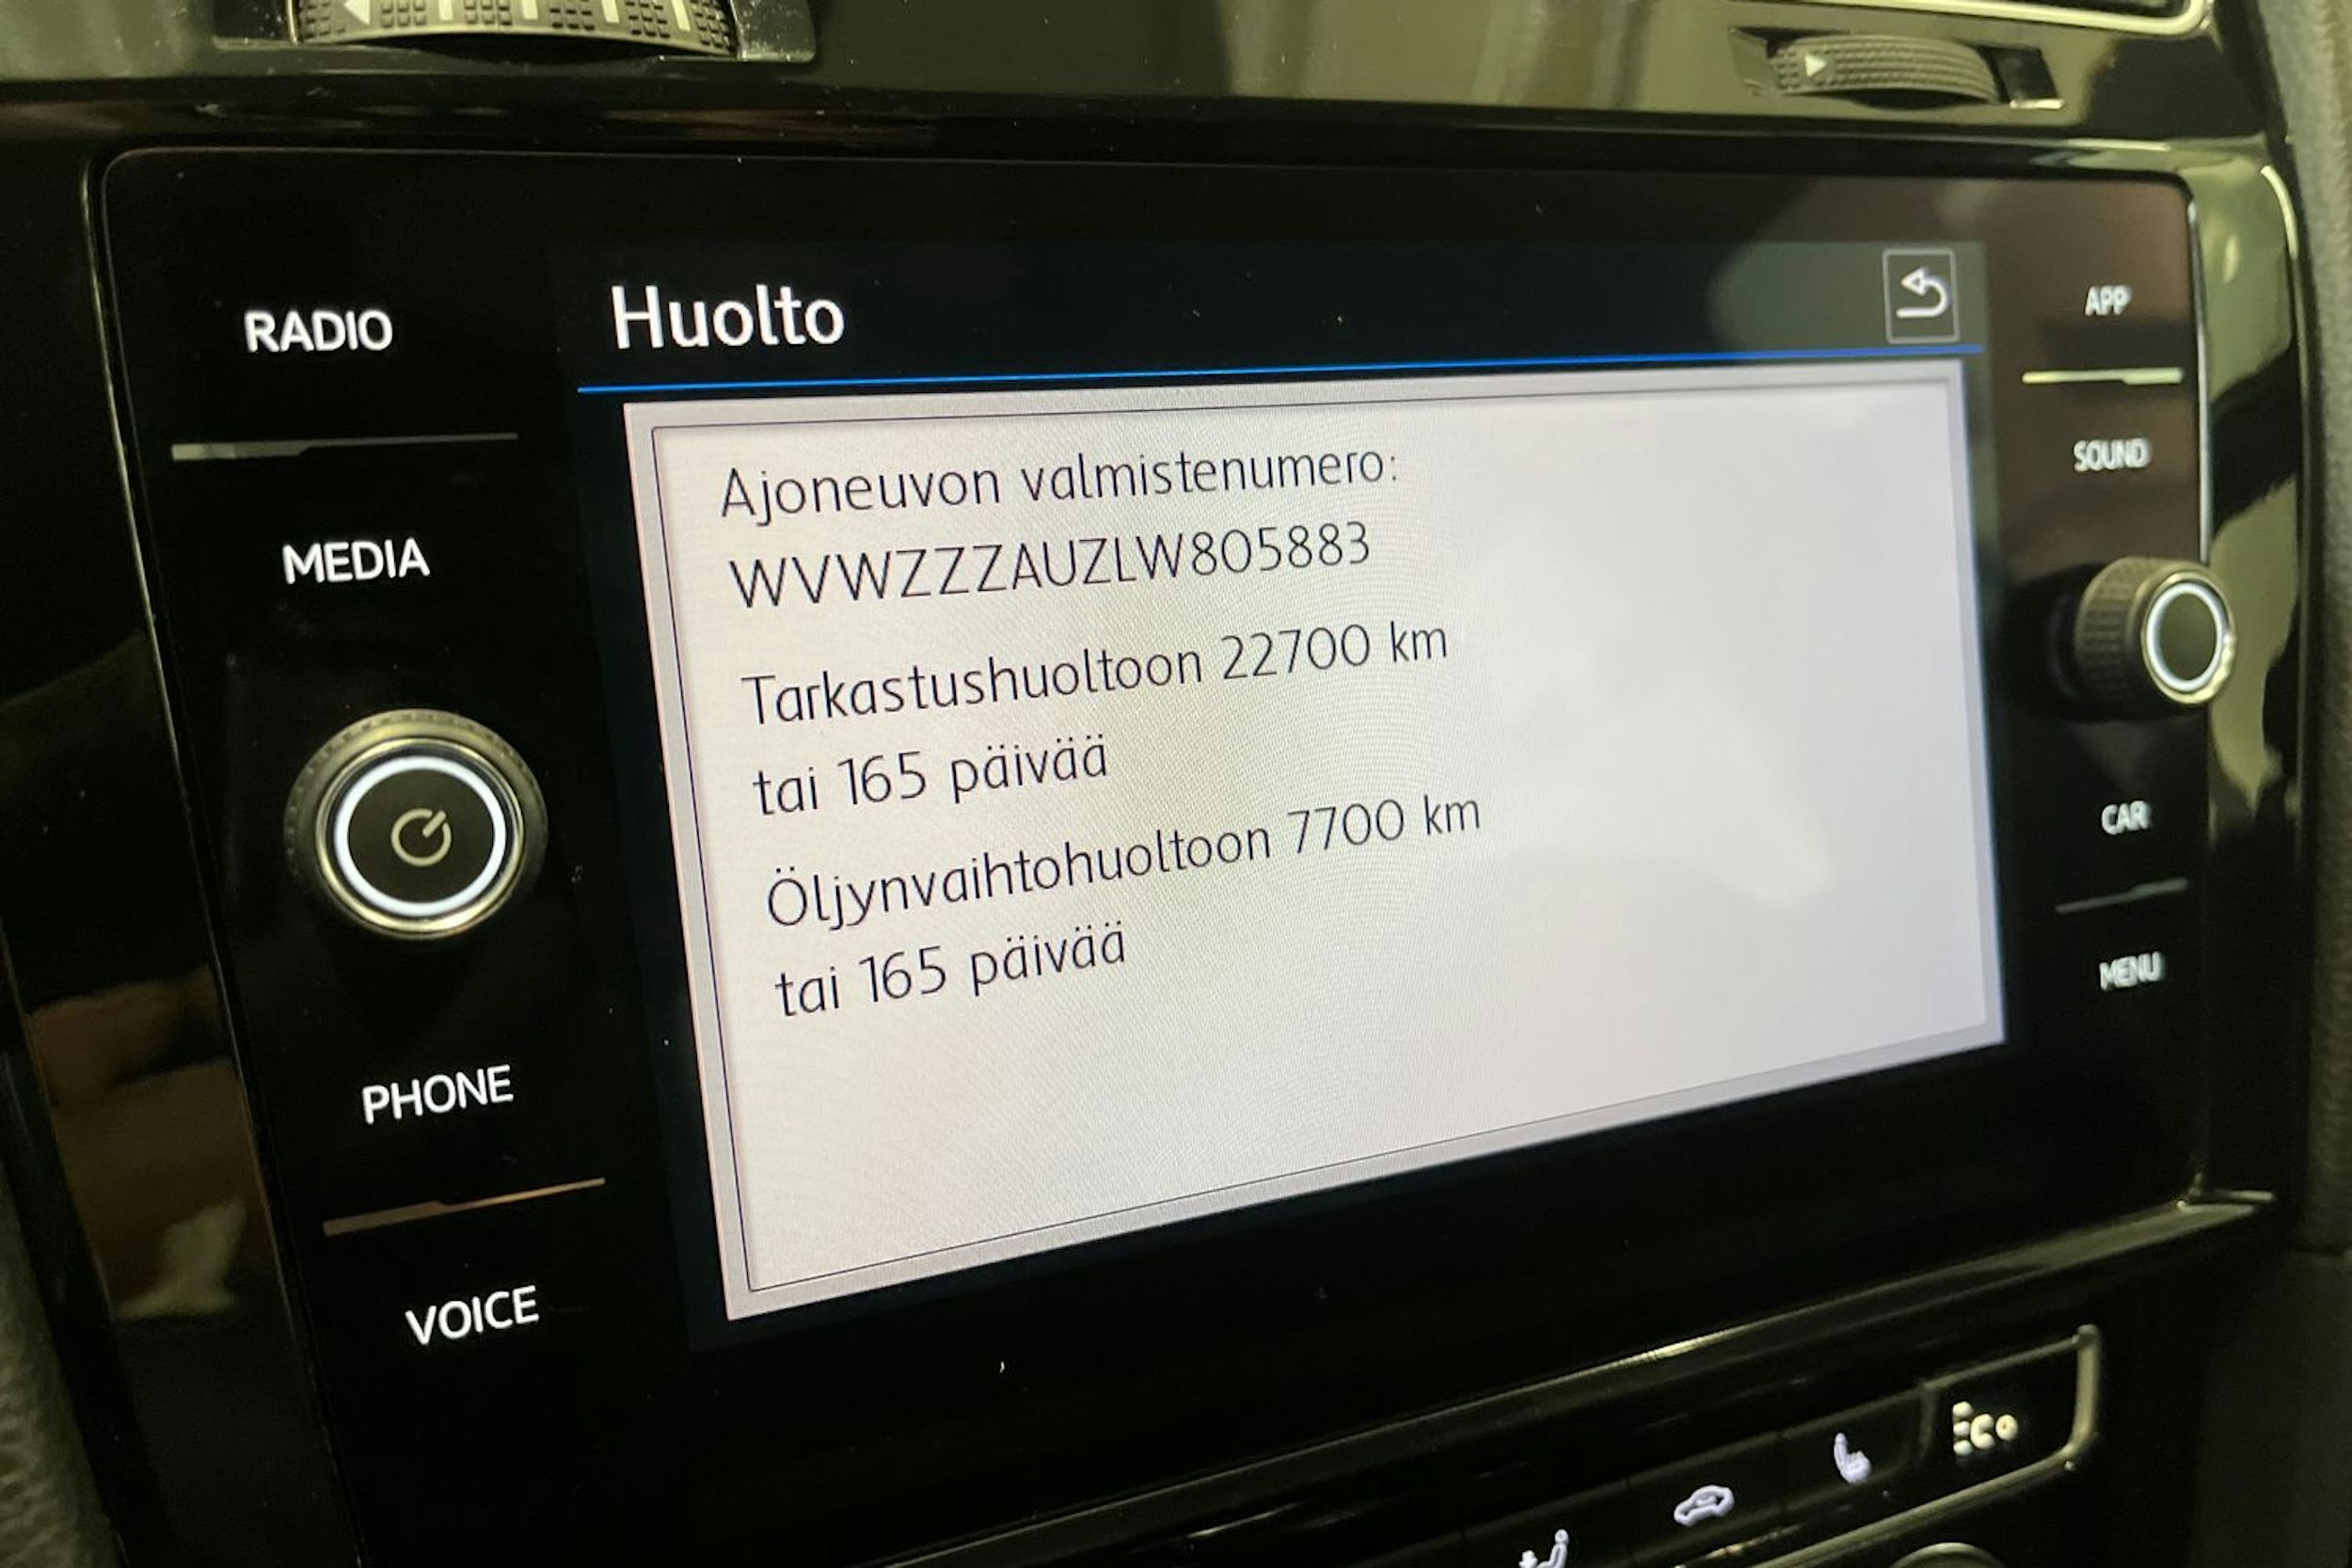 Huolto
Ajoneuvon valmistenumero:
WVWZZZAUZLW805883
Tarkastushuoltoon 22700 km
tai 165 päivää
Öljynvaihtohuoltoon 7700 km
tai 165 päivää
RADIO
MEDIA
PHONE
VOICE
APP
SOUND
CAR
MENU
Eco